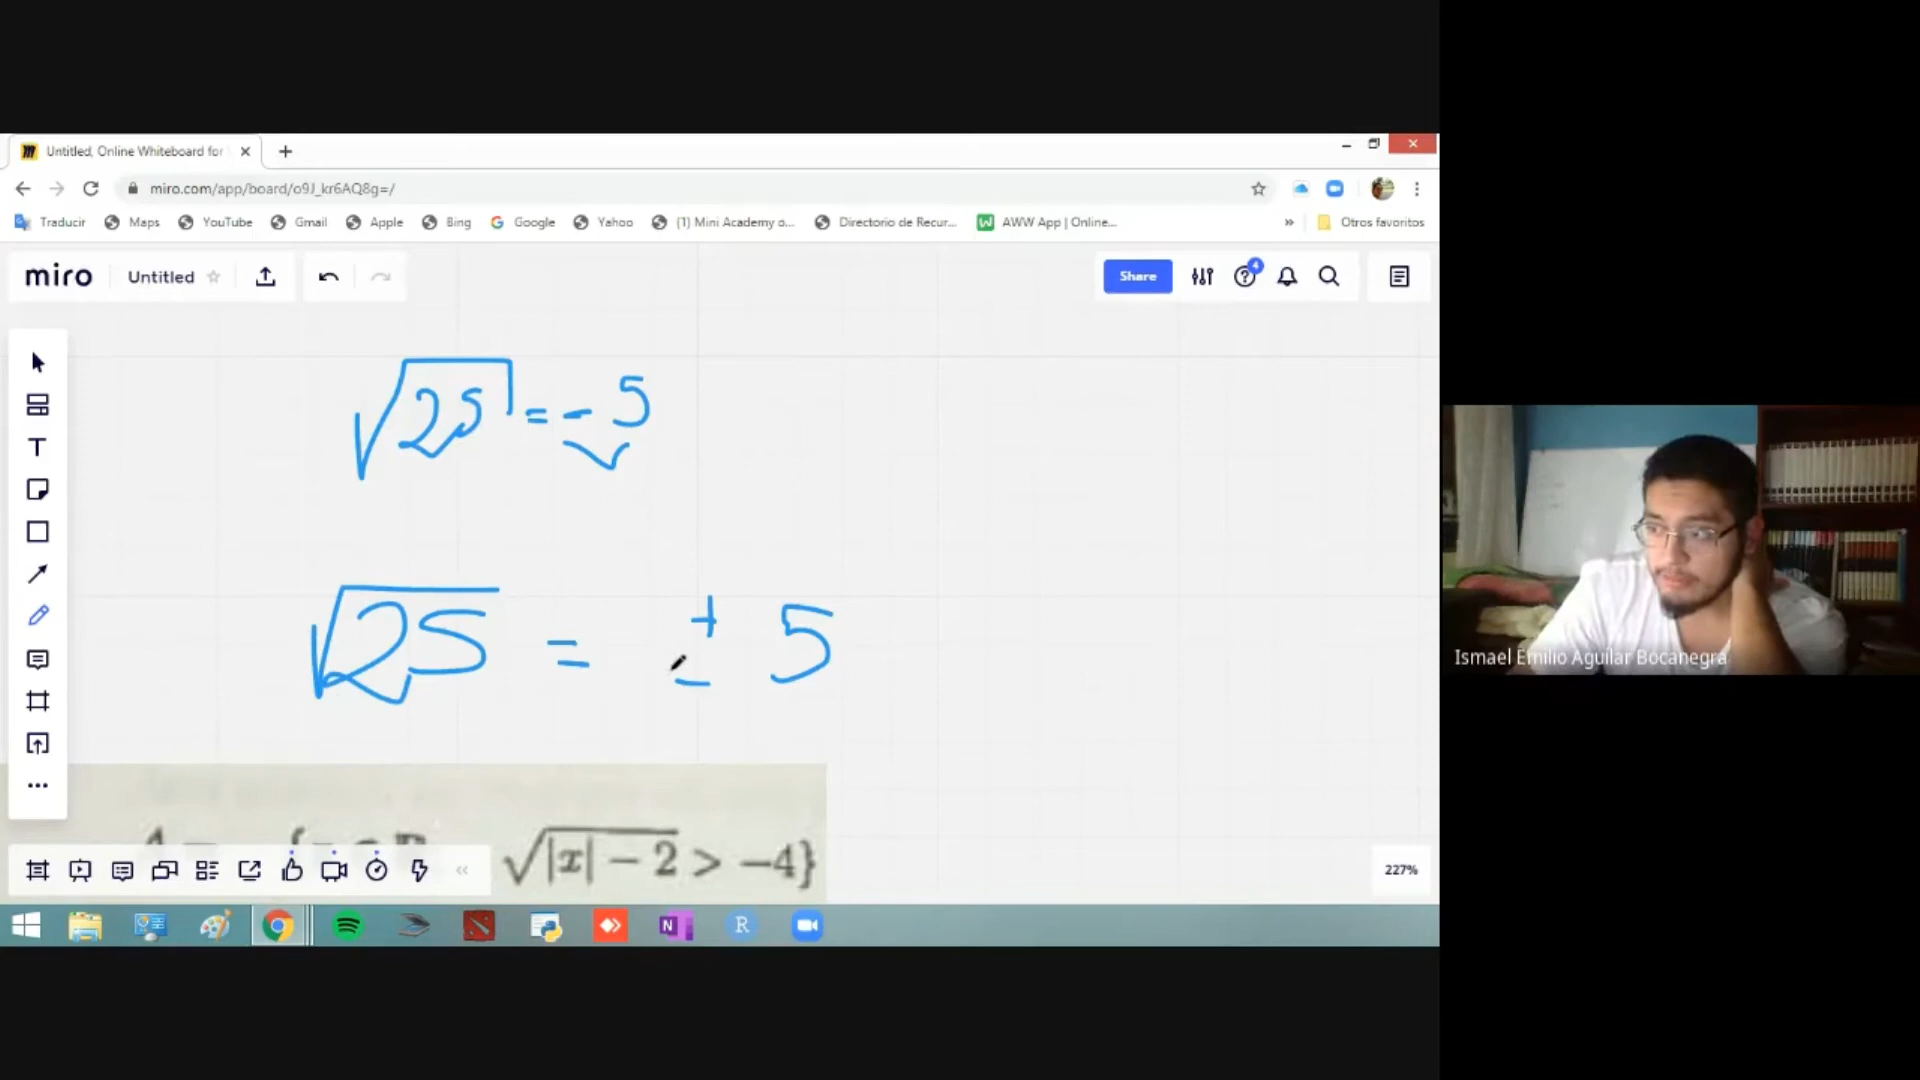 Untitled, Online Whiteboard for
miro.com/app/board/o9J_kr6AQ8g=/
Traducir Maps YouTube Gmail Apple Bing Google Yahoo (1) Mini Academy o... Directorio de Recur... AWW App | Online... » Otros favoritos
miro Untitled Share 4
√25 = - 5
√25 = ± 5
√|x| − 2 > −4}
227%
Ismael Emilio Aguilar Bocanegra